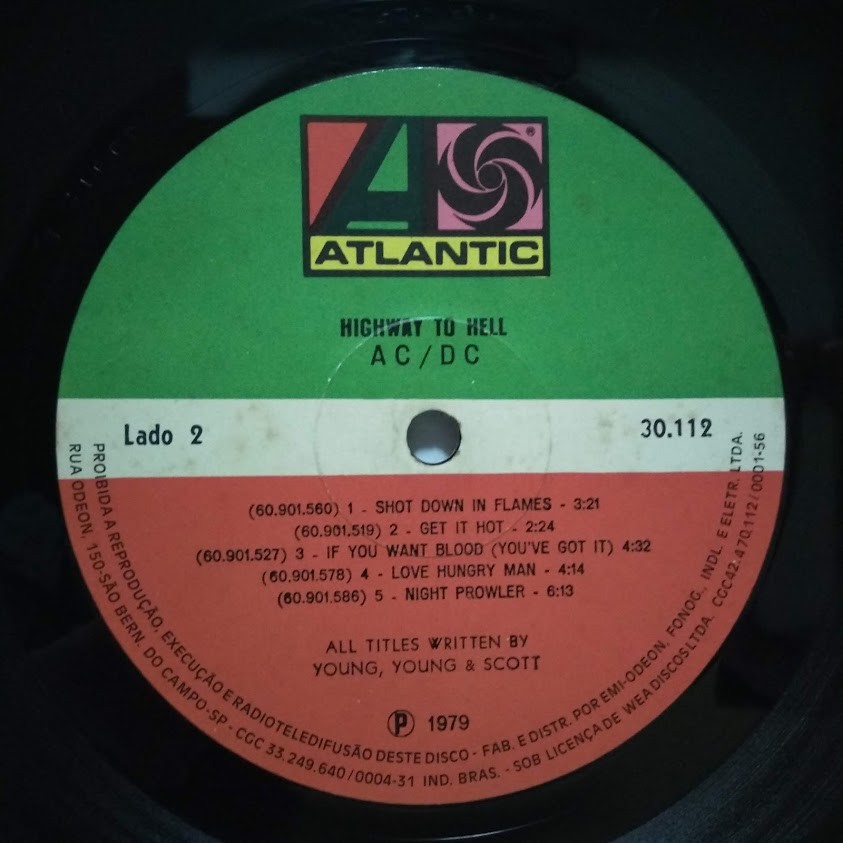 ®
ATLANTIC
HIGHWAY TO HELL
AC/DC
Lado 2
30.112
(60.901.560) 1 - SHOT DOWN IN FLAMES - 3:21
(60.901.519) 2 - GET IT HOT - 2:24
(60.901.527) 3 - IF YOU WANT BLOOD (YOU'VE GOT IT) 4:32
(60.901.578) 4 - LOVE HUNGRY MAN - 4:14
(60.901.586) 5 - NIGHT PROWLER - 6:13
ALL TITLES WRITTEN BY
YOUNG, YOUNG & SCOTT
Ⓟ 1979
PROIBIDA A REPRODUÇÃO, EXECUÇÃO E RADIOTELEDIFUSÃO DESTE DISCO - FAB. E DISTR. POR EMI-ODEON, FONOG., INDL. E ELETR. LTDA.
RUA ODEON, 150-SÃO BERN. DO CAMPO-SP - CGC 33.249.640/0004-31 IND. BRAS. - SOB LICENÇA DE WEA DISCOS LTDA. CGC 42.470.112/0001-56